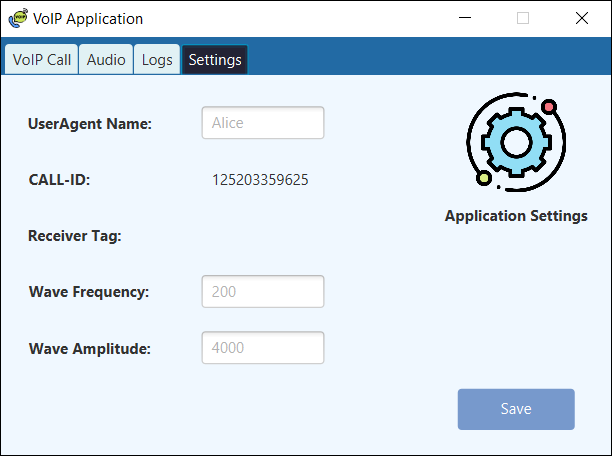 VOIP
VoIP Application
VoIP Call Audio Logs Settings
UserAgent Name: Alice
CALL-ID: 125203359625
Application Settings
Receiver Tag:
Wave Frequency: 200
Wave Amplitude: 4000
Save